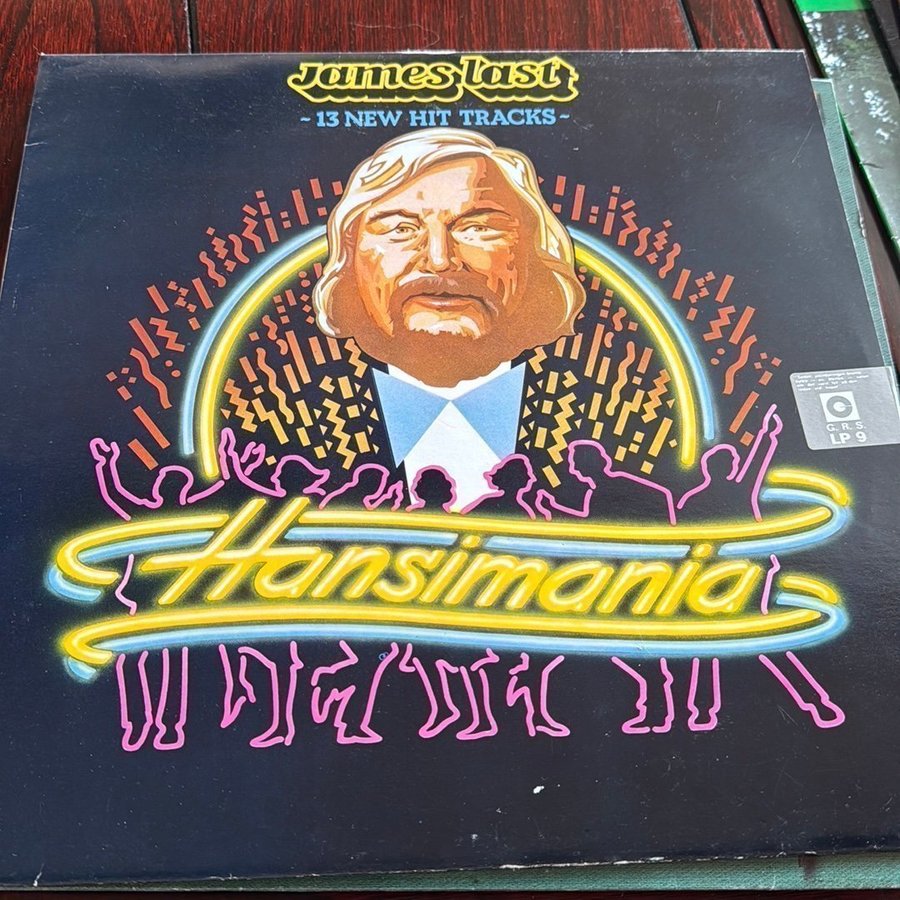 James Last
~ 13 NEW HIT TRACKS ~
G
G. R. S.
LP 9
Hansimania